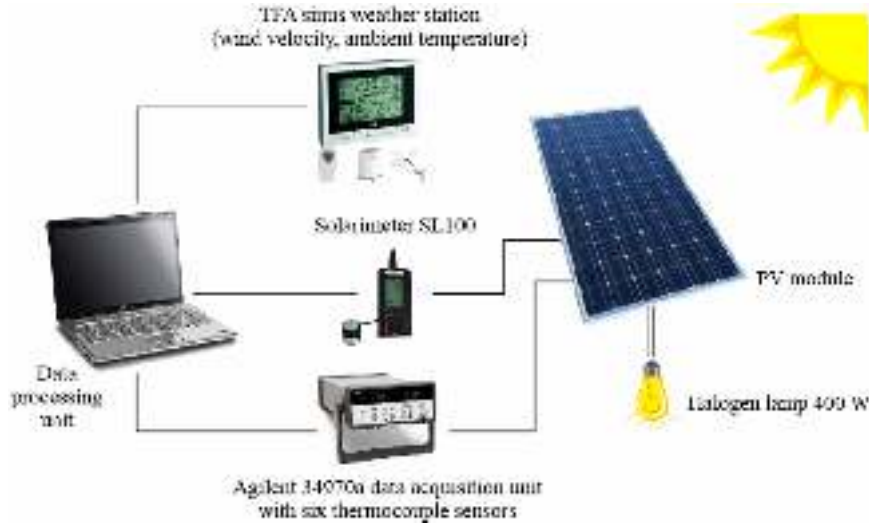 TFA sinus weather station
(wind velocity, ambient temperature)
Solarimeter SL100
PV module
Data
processing
unit
Halogen lamp 400 W
Agilent 34970a data acquisition unit
with six thermocouple sensors